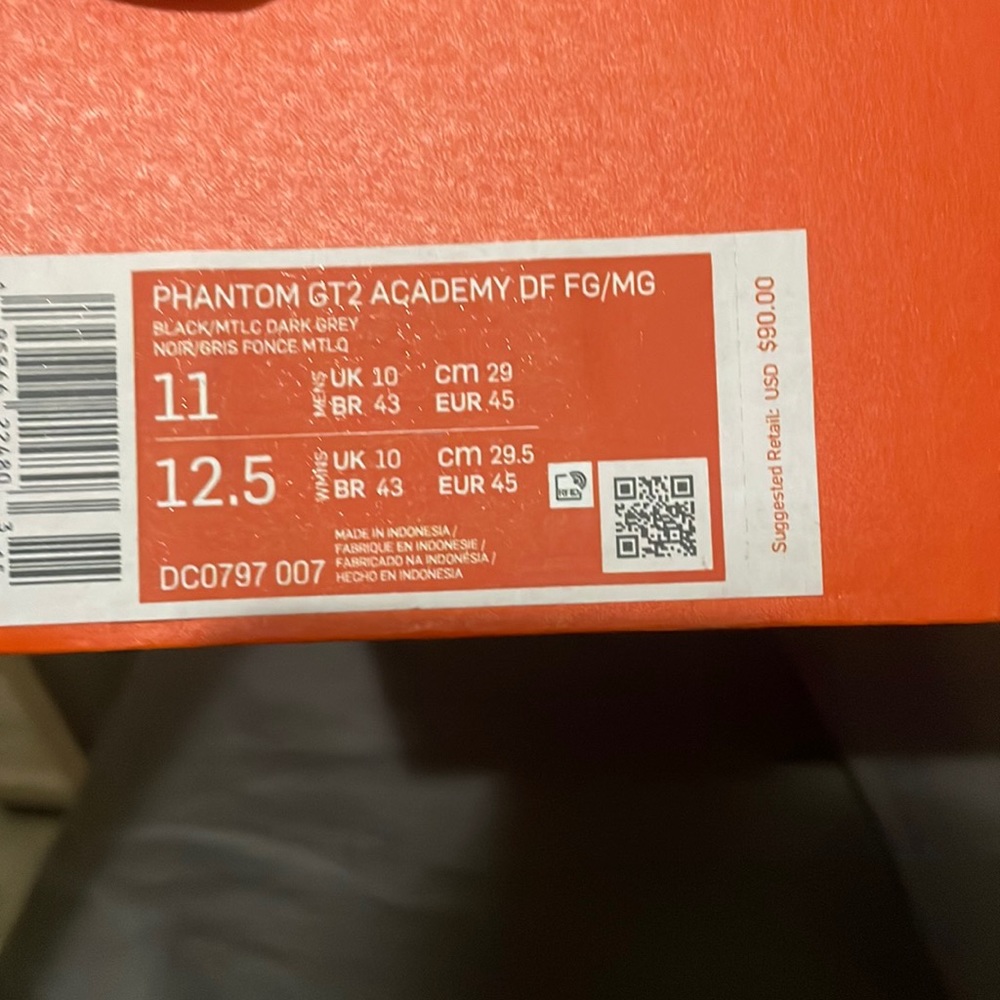 PHANTOM GT2 ACADEMY DF FG/MG
BLACK/MTLC DARK GREY
NOIR/GRIS FONCE MTLQ
11
MENS
UK 10 cm 29
BR 43 EUR 45
12.5
WMNS
UK 10 cm 29.5
BR 43 EUR 45
RFID
DC0797 007
MADE IN INDONESIA /
FABRIQUE EN INDONESIE /
FABRICADO NA INDONÉSIA /
HECHO EN INDONESIA
Suggested Retail: USD $90.00